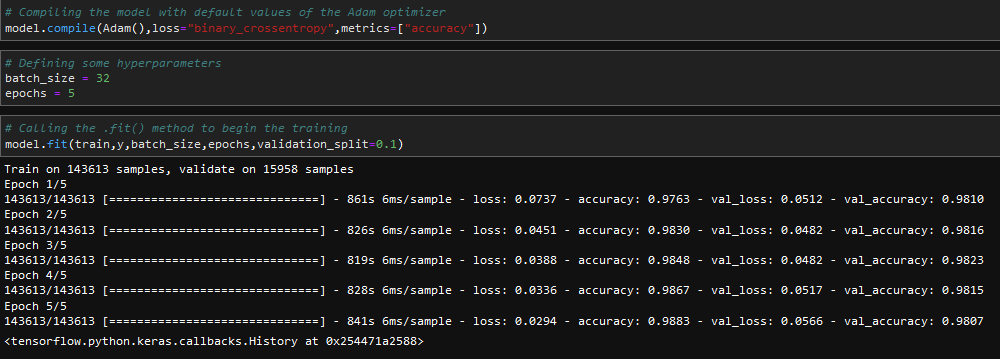 # Compiling the model with default values of the Adam optimizer
model.compile(Adam(),loss="binary_crossentropy",metrics=["accuracy"])
# Defining some hyperparameters
batch_size = 32
epochs = 5
# Calling the .fit() method to begin the training
model.fit(train,y,batch_size,epochs,validation_split=0.1)
Train on 143613 samples, validate on 15958 samples
Epoch 1/5
143613/143613 [==============================] - 861s 6ms/sample - loss: 0.0737 - accuracy: 0.9763 - val_loss: 0.0512 - val_accuracy: 0.9810
Epoch 2/5
143613/143613 [==============================] - 826s 6ms/sample - loss: 0.0451 - accuracy: 0.9830 - val_loss: 0.0482 - val_accuracy: 0.9816
Epoch 3/5
143613/143613 [==============================] - 819s 6ms/sample - loss: 0.0388 - accuracy: 0.9848 - val_loss: 0.0482 - val_accuracy: 0.9823
Epoch 4/5
143613/143613 [==============================] - 828s 6ms/sample - loss: 0.0336 - accuracy: 0.9867 - val_loss: 0.0517 - val_accuracy: 0.9815
Epoch 5/5
143613/143613 [==============================] - 841s 6ms/sample - loss: 0.0294 - accuracy: 0.9883 - val_loss: 0.0566 - val_accuracy: 0.9807
<tensorflow.python.keras.callbacks.History at 0x254471a2588>